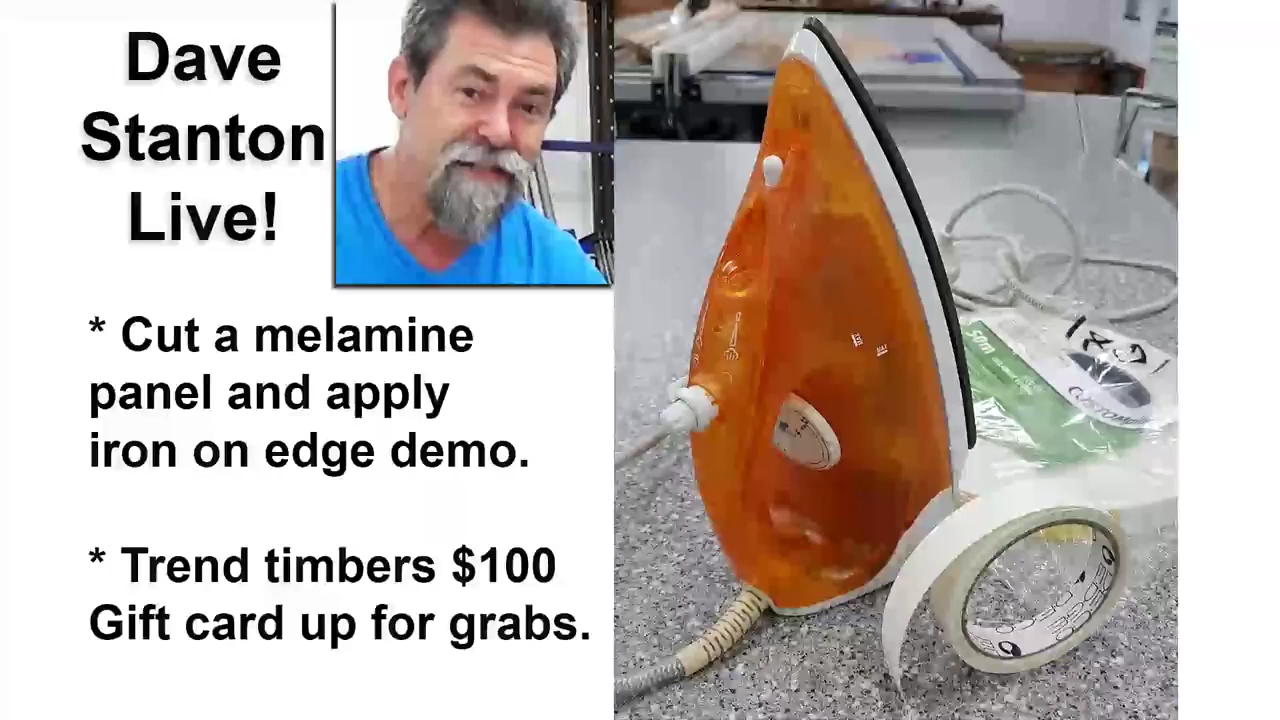 Dave
Stanton
Live!
* Cut a melamine
panel and apply
iron on edge demo.
* Trend timbers $100
Gift card up for grabs.
50m